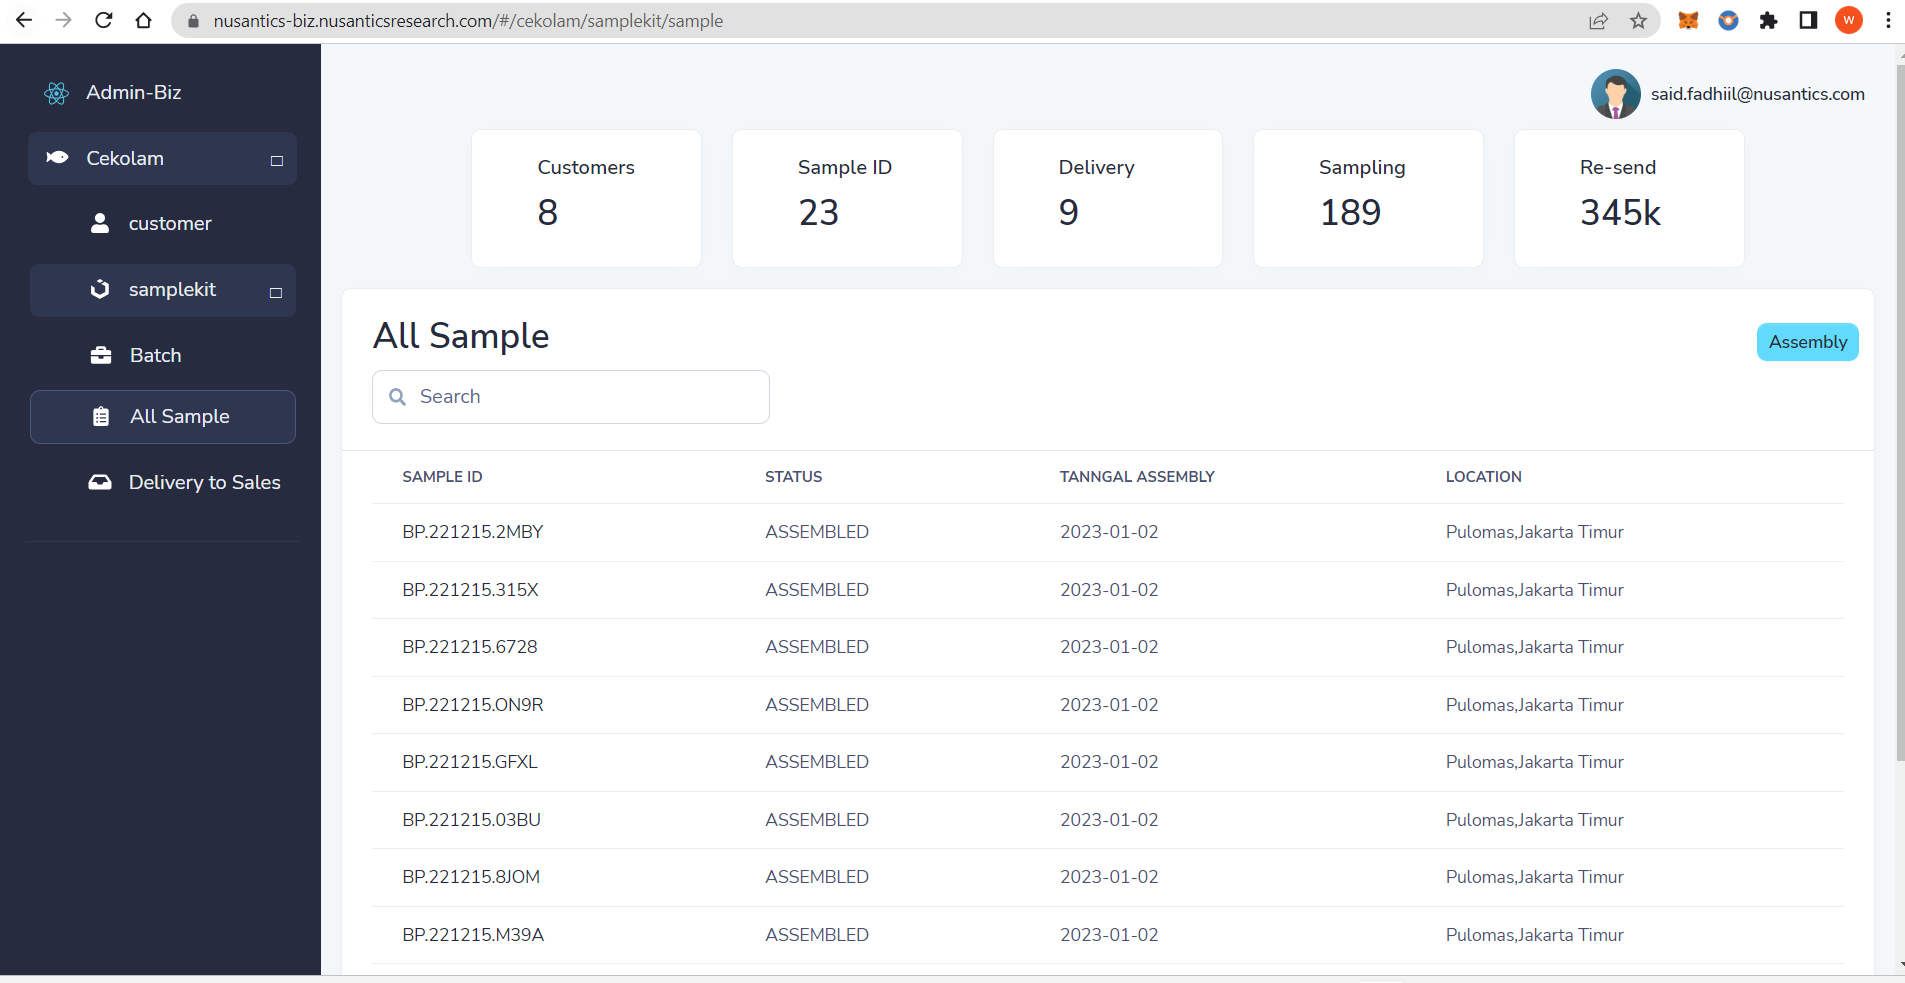 nusantics-biz.nusanticsresearch.com/#/cekolam/samplekit/sample
W
Admin-Biz
said.fadhiil@nusantics.com
Cekolam
customer
samplekit
Batch
All Sample
Delivery to Sales
Customers
8
Sample ID
23
Delivery
9
Sampling
189
Re-send
345k
All Sample
Assembly
Search
SAMPLE ID STATUS TANNGAL ASSEMBLY LOCATION
BP.221215.2MBY ASSEMBLED 2023-01-02 Pulomas,Jakarta Timur
BP.221215.315X ASSEMBLED 2023-01-02 Pulomas,Jakarta Timur
BP.221215.6728 ASSEMBLED 2023-01-02 Pulomas,Jakarta Timur
BP.221215.ON9R ASSEMBLED 2023-01-02 Pulomas,Jakarta Timur
BP.221215.GFXL ASSEMBLED 2023-01-02 Pulomas,Jakarta Timur
BP.221215.03BU ASSEMBLED 2023-01-02 Pulomas,Jakarta Timur
BP.221215.8JOM ASSEMBLED 2023-01-02 Pulomas,Jakarta Timur
BP.221215.M39A ASSEMBLED 2023-01-02 Pulomas,Jakarta Timur